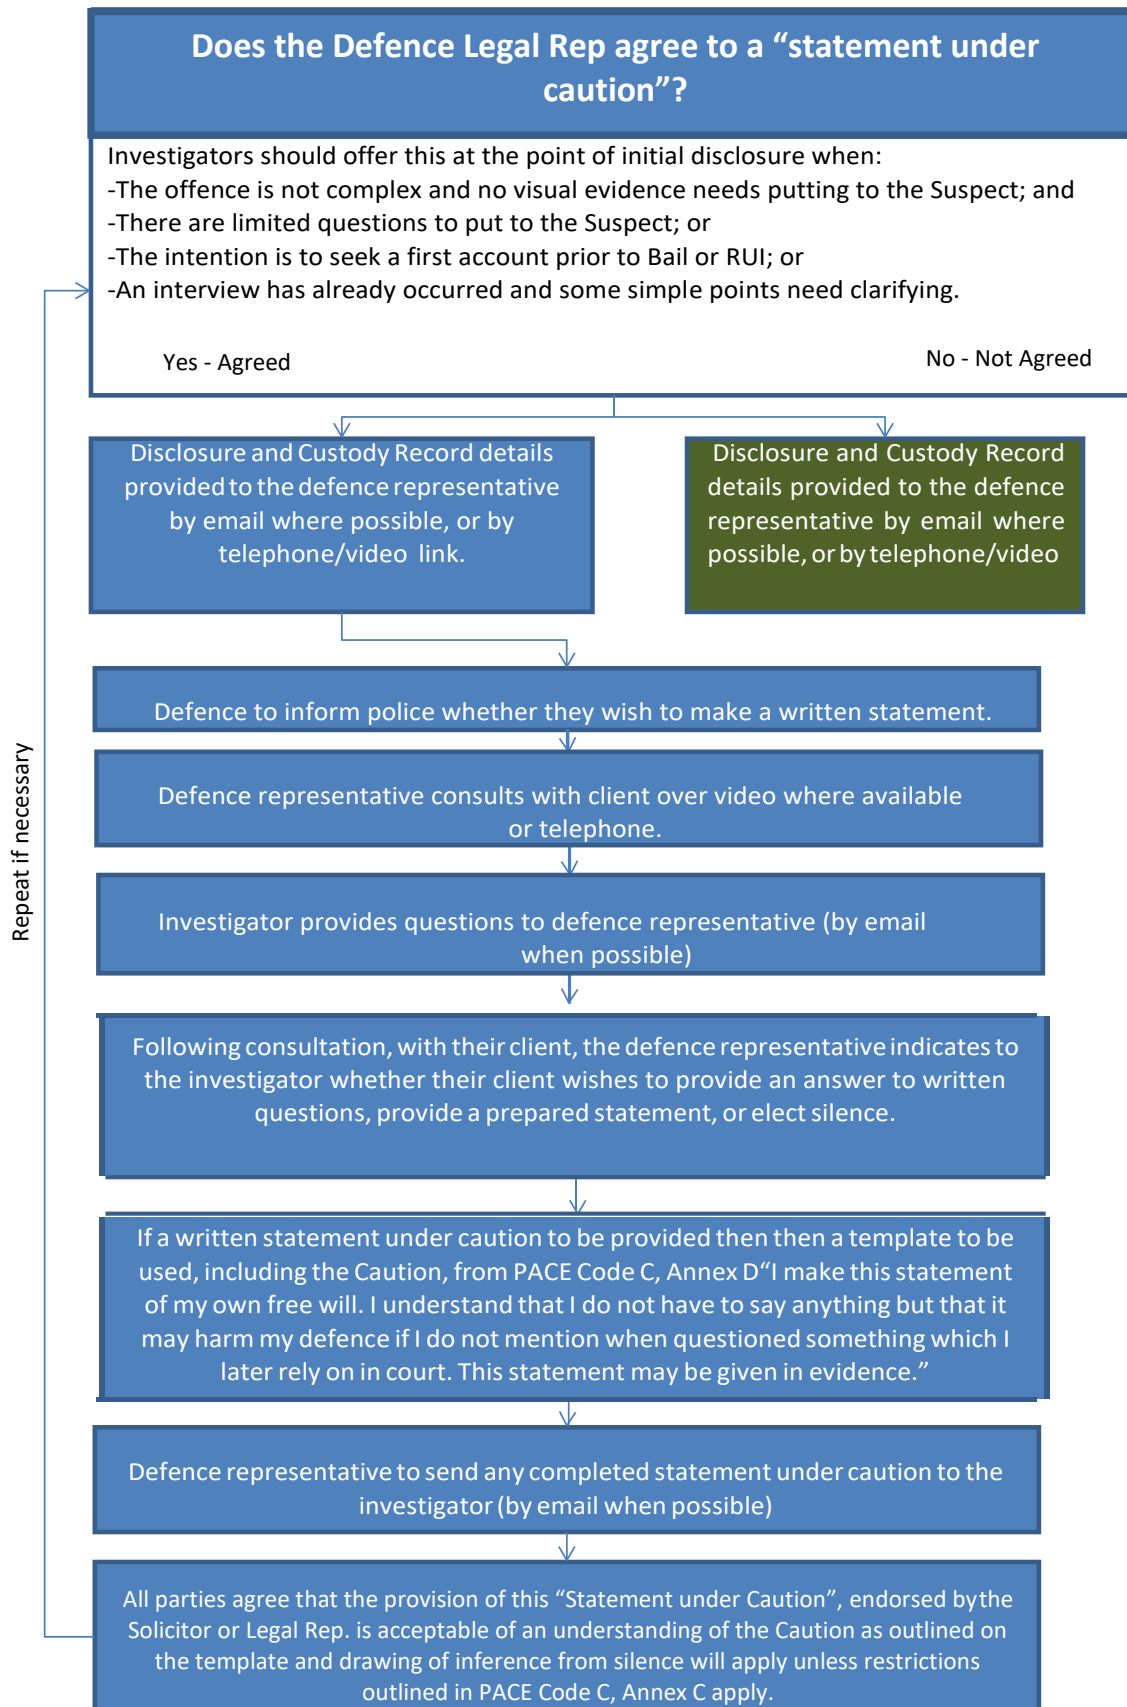 Does the Defence Legal Rep agree to a “statement under
caution”?
Investigators should offer this at the point of initial disclosure when:
-The offence is not complex and no visual evidence needs putting to the Suspect; and
-There are limited questions to put to the Suspect; or
-The intention is to seek a first account prior to Bail or RUI; or
-An interview has already occurred and some simple points need clarifying.
Yes - Agreed
No - Not Agreed
Disclosure and Custody Record details
provided to the defence representative
by email where possible, or by
telephone/video link.
Disclosure and Custody Record
details provided to the defence
representative by email where
possible, or by telephone/video
Defence to inform police whether they wish to make a written statement.
Defence representative consults with client over video where available
or telephone.
Investigator provides questions to defence representative (by email
when possible)
Following consultation, with their client, the defence representative indicates to
the investigator whether their client wishes to provide an answer to written
questions, provide a prepared statement, or elect silence.
If a written statement under caution to be provided then then a template to be
used, including the Caution, from PACE Code C, Annex D“I make this statement
of my own free will. I understand that I do not have to say anything but that it
may harm my defence if I do not mention when questioned something which I
later rely on in court. This statement may be given in evidence.”
Defence representative to send any completed statement under caution to the
investigator (by email when possible)
All parties agree that the provision of this “Statement under Caution”, endorsed by the
Solicitor or Legal Rep. is acceptable of an understanding of the Caution as outlined on
the template and drawing of inference from silence will apply unless restrictions
outlined in PACE Code C, Annex C apply.
Repeat if necessary